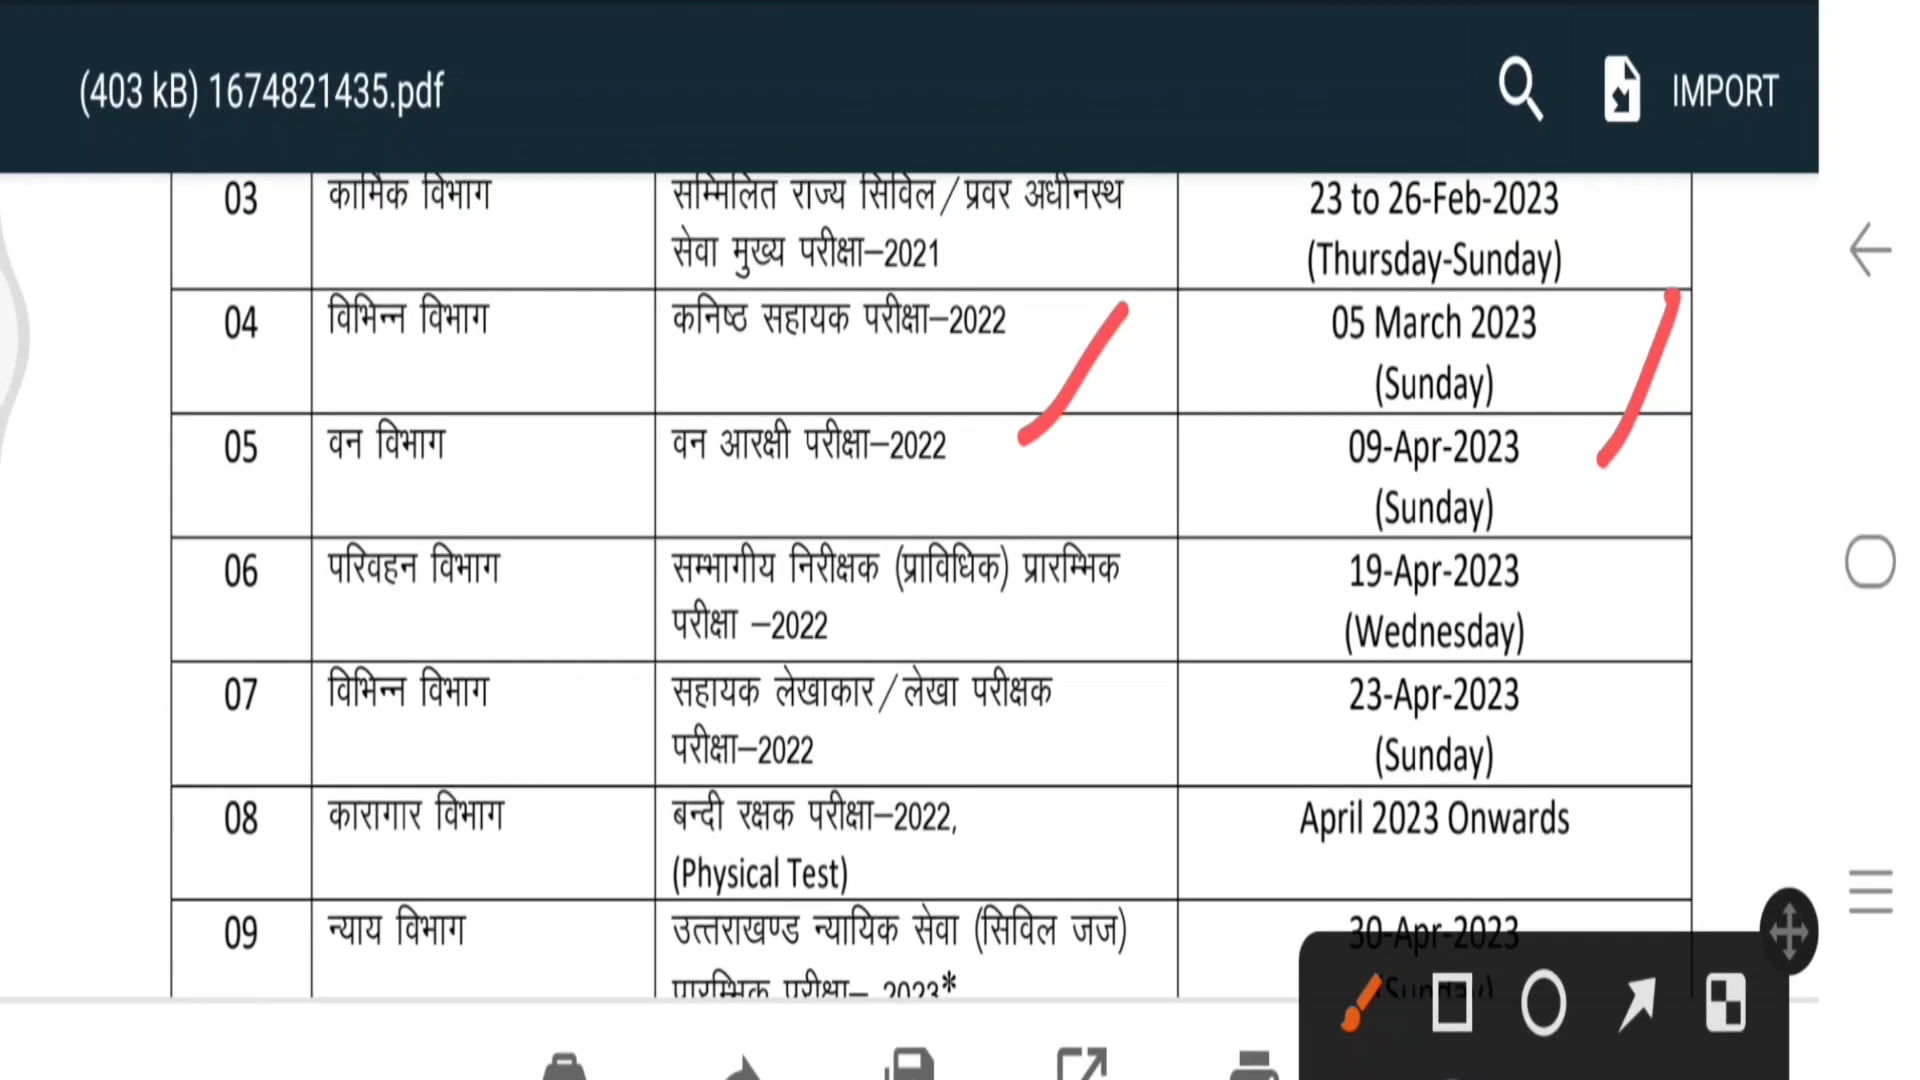 (403 kB) 1674821435.pdf
IMPORT
03 कार्मिक विभाग सम्मिलित राज्य सिविल/प्रवर अधीनस्थ 23 to 26-Feb-2023
सेवा मुख्य परीक्षा–2021 (Thursday-Sunday)
04 विभिन्न विभाग कनिष्ठ सहायक परीक्षा–2022 05 March 2023
(Sunday)
05 वन विभाग वन आरक्षी परीक्षा–2022 09-Apr-2023
(Sunday)
06 परिवहन विभाग सम्भागीय निरीक्षक (प्राविधिक) प्रारम्भिक 19-Apr-2023
परीक्षा –2022 (Wednesday)
07 विभिन्न विभाग सहायक लेखाकार/लेखा परीक्षक 23-Apr-2023
परीक्षा–2022 (Sunday)
08 कारागार विभाग बन्दी रक्षक परीक्षा–2022, April 2023 Onwards
(Physical Test)
09 न्याय विभाग उत्तराखण्ड न्यायिक सेवा (सिविल जज) 30-Apr-2023
प्रारम्भिक परीक्षा– 2023* (Sunday)